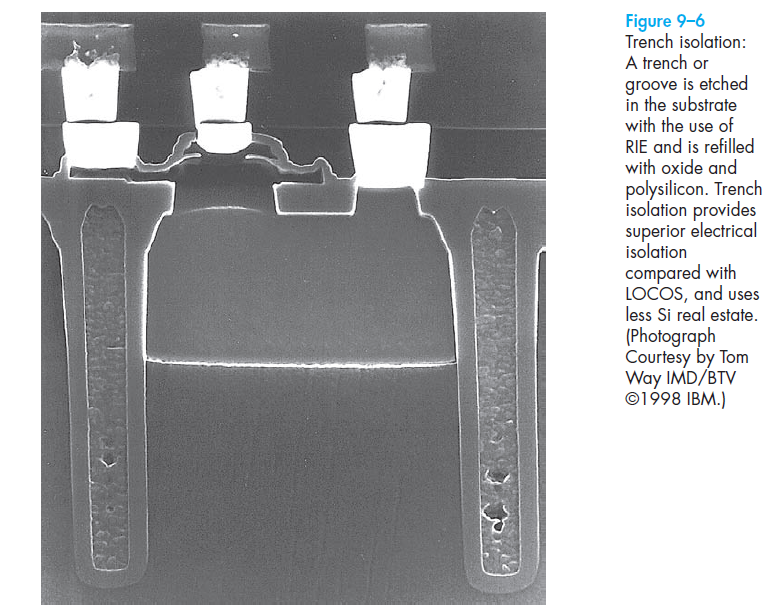 Figure 9–6
Trench isolation:
A trench or
groove is etched
in the substrate
with the use of
RIE and is refilled
with oxide and
polysilicon. Trench
isolation provides
superior electrical
isolation
compared with
LOCOS, and uses
less Si real estate.
(Photograph
Courtesy by Tom
Way IMD/BTV
©1998 IBM.)